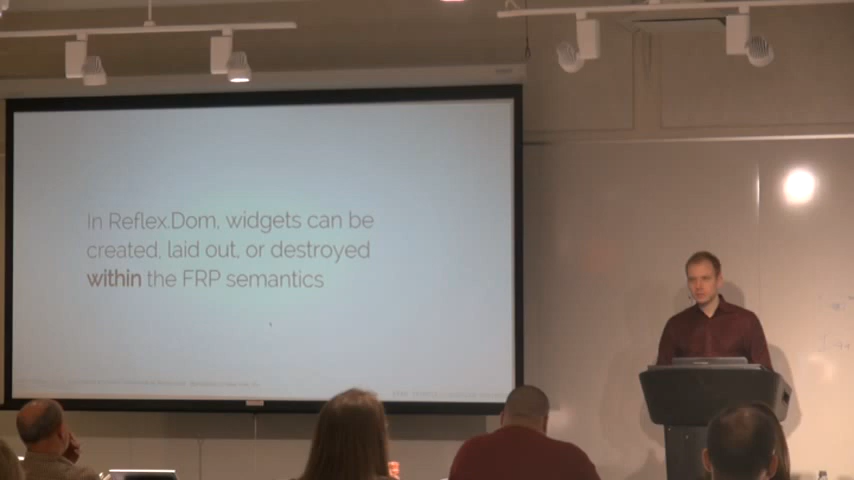 In Reflex.Dom, widgets can be
created, laid out, or destroyed
within the FRP semantics